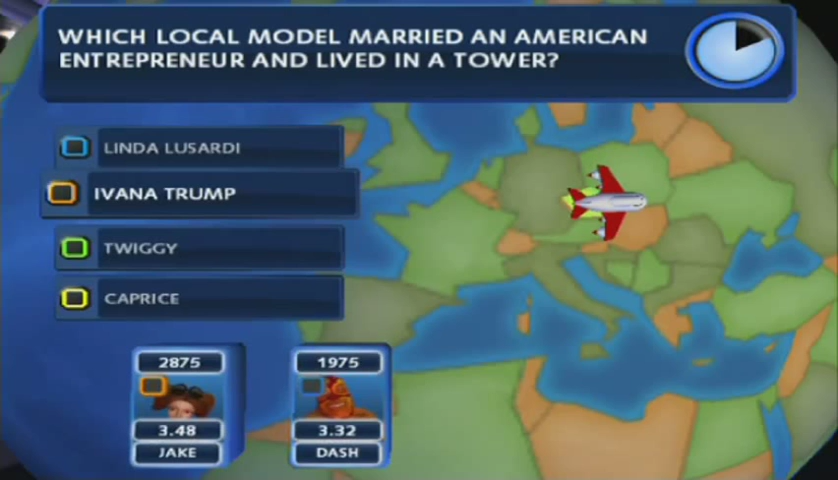 WHICH LOCAL MODEL MARRIED AN AMERICAN
ENTREPRENEUR AND LIVED IN A TOWER?
LINDA LUSARDI
IVANA TRUMP
TWIGGY
CAPRICE
2875
3.48
JAKE
1975
3.32
DASH